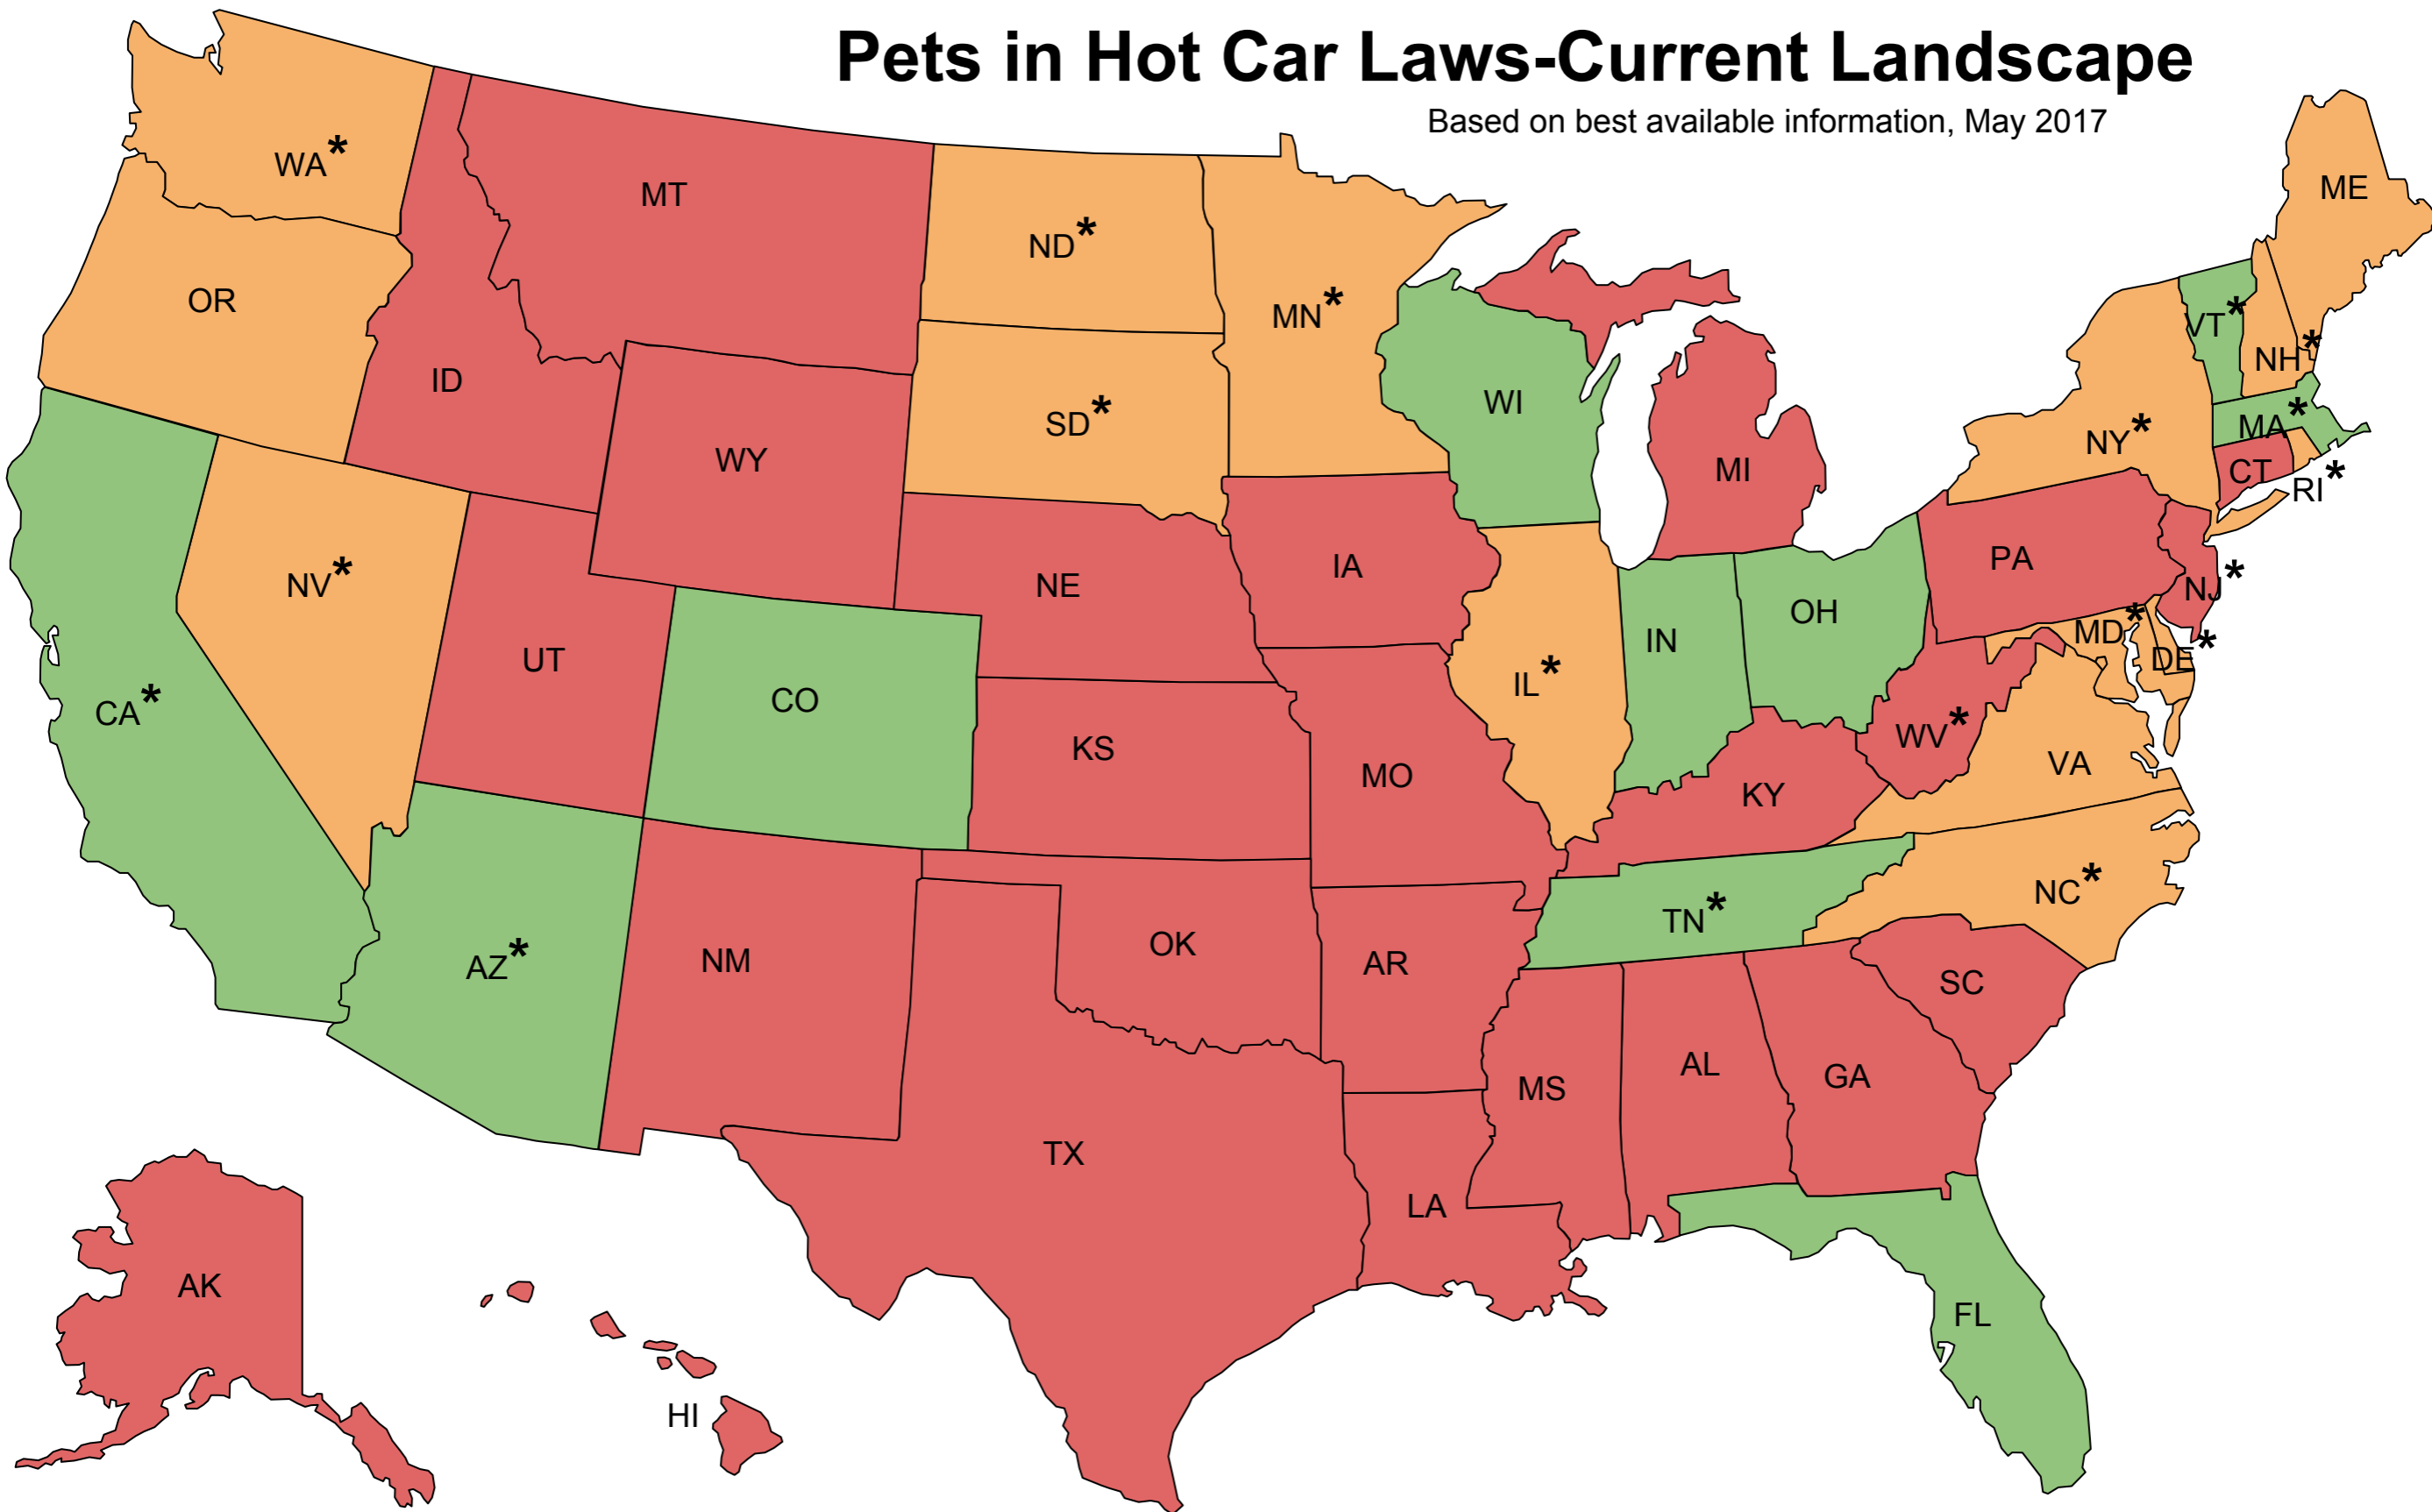 Pets in Hot Car Laws-Current Landscape
Based on best available information, May 2017
WA*
MT
ME
OR
ND*
MN*
VT*
NH*
ID
SD*
WI
NY*
MA*
WY
MI
CT
RI*
NV*
NE
IA
PA
NJ*
UT
CO
IL*
IN
OH
MD*
DE*
CA*
KS
MO
KY
WV*
VA
AZ*
NM
OK
AR
TN*
NC*
SC
TX
LA
MS
AL
GA
AK
HI
FL